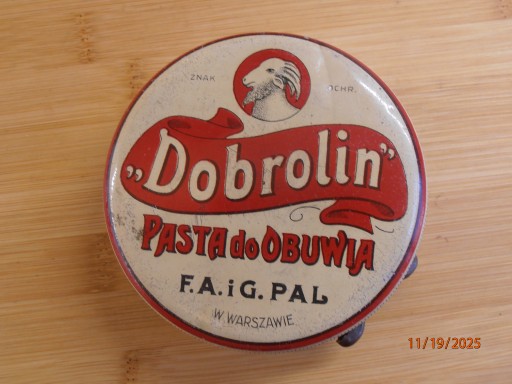 ZNAK OCHR.
„Dobrolin”
PASTA do OBUWIA
F.A. i G. PAL
W WARSZAWIE
11/19/2025